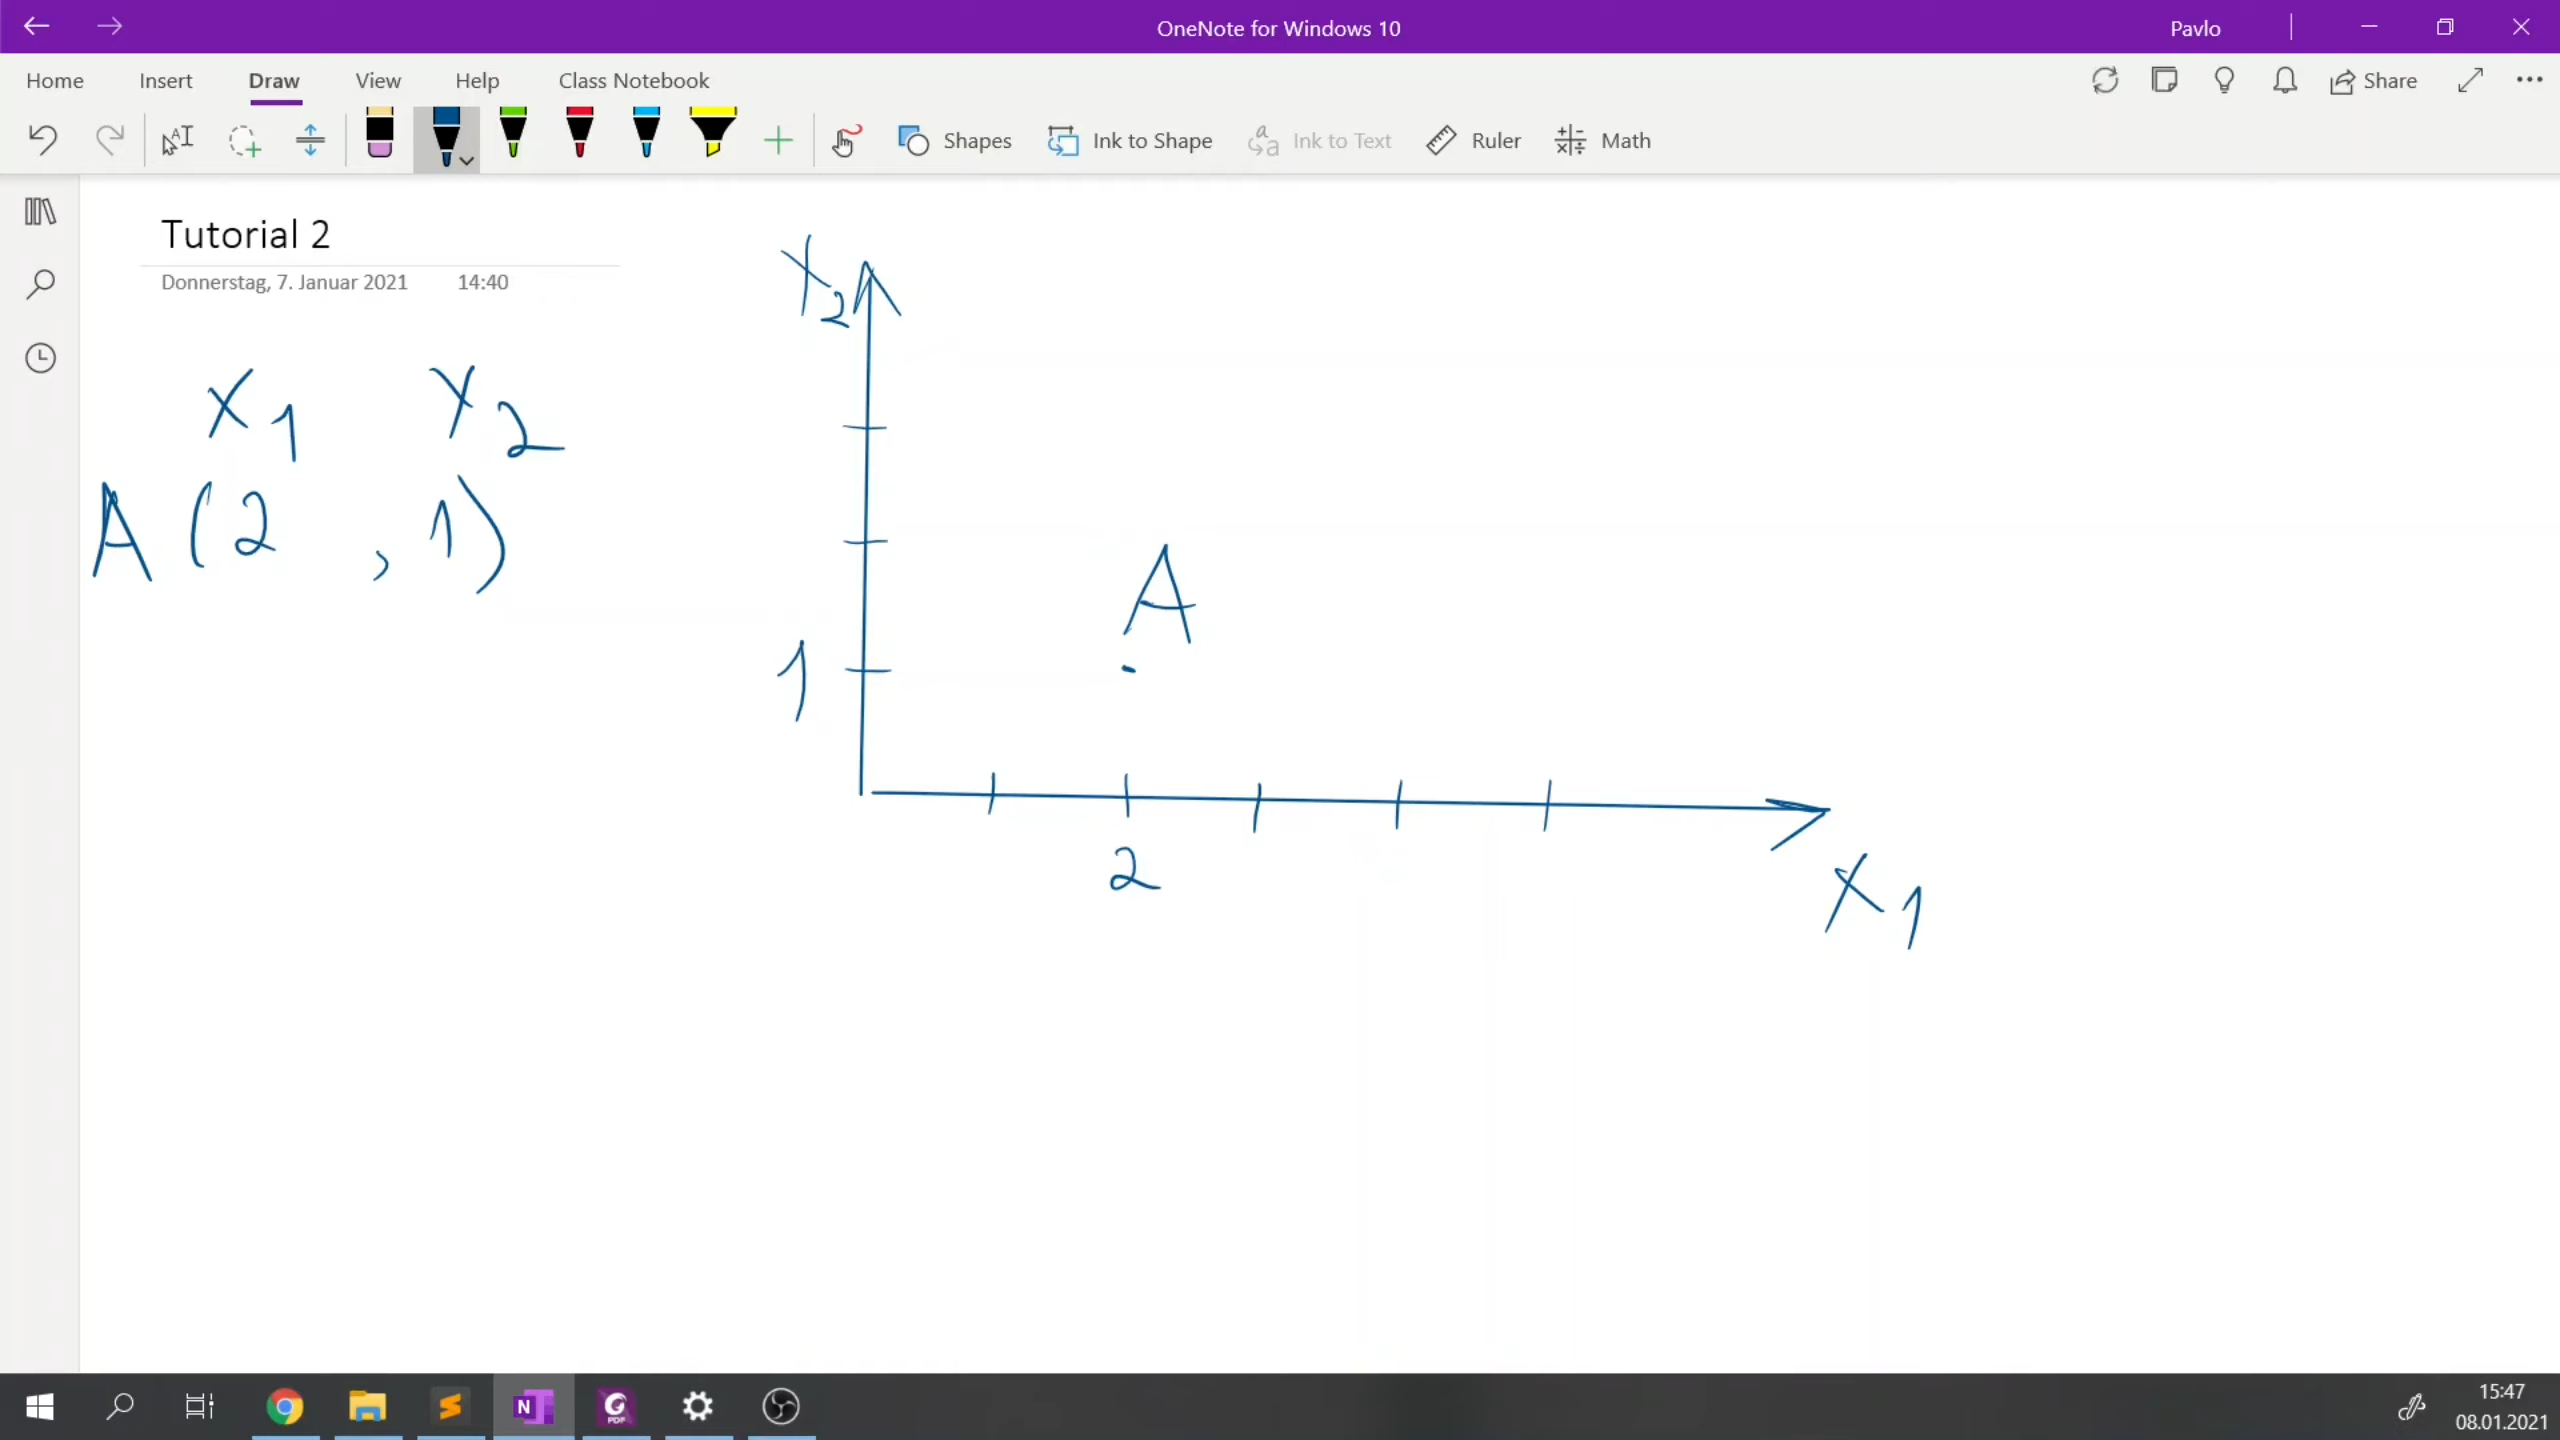 OneNote for Windows 10
Pavlo
Home Insert Draw View Help Class Notebook
Share
Shapes Ink to Shape Ink to Text Ruler Math
Tutorial 2
Donnerstag, 7. Januar 2021 14:40
x1 x2
A (2 , 1)
x2
A
1
2
x1
15:47
08.01.2021